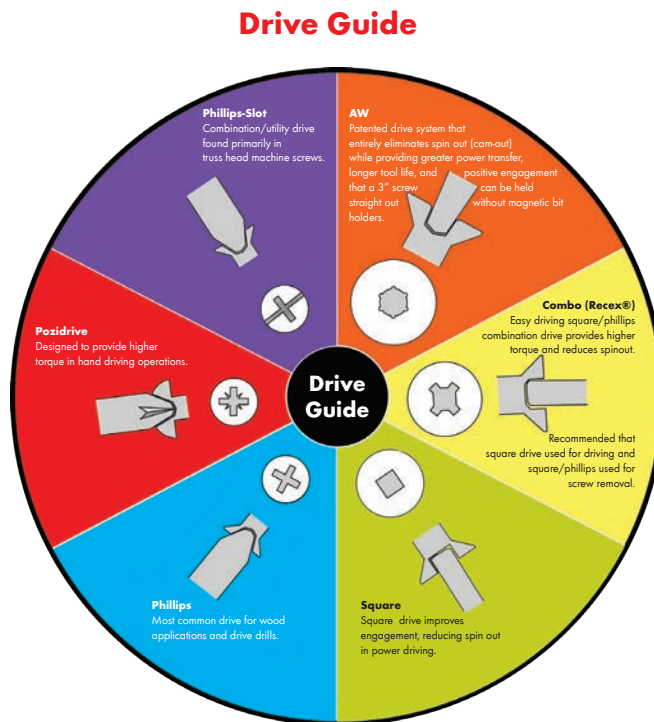 Drive Guide
Phillips-Slot
Combination/utility drive
found primarily in
truss head machine screws.
AW
Patented drive system that
entirely eliminates spin out (cam-out)
while providing greater power transfer,
longer tool life, and positive engagement
that a 3" screw can be held
straight out without magnetic bit
holders.
Combo (Recex®)
Easy driving square/phillips
combination drive provides higher
torque and reduces spinout.
Recommended that
square drive used for driving and
square/phillips used for
screw removal.
Pozidrive
Designed to provide higher
torque in hand driving operations.
Drive
Guide
Phillips
Most common drive for wood
applications and drive drills.
Square
Square drive improves
engagement, reducing spin out
in power driving.